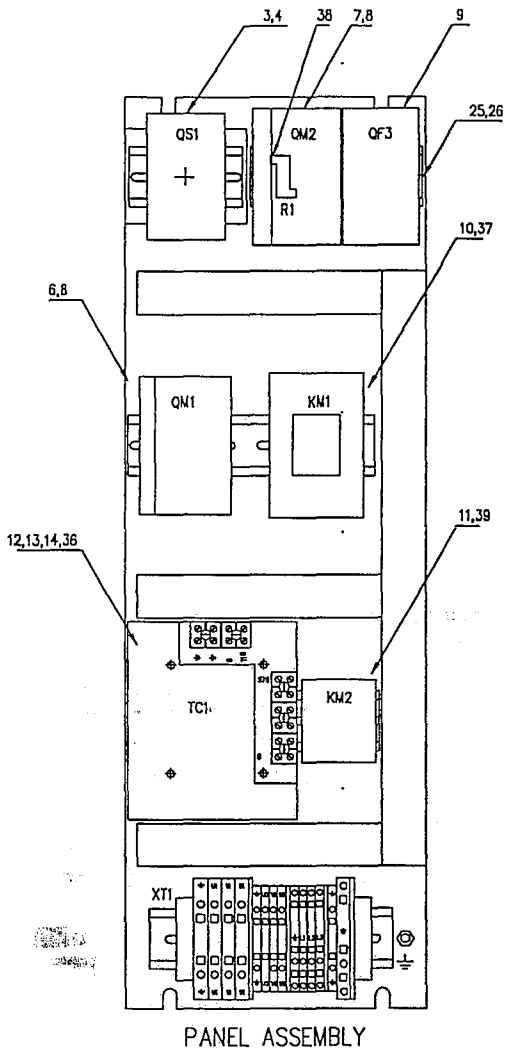 3,4
38
7,8
9
QS1
QM2
QF3
25,26
R1
10,37
6,8
QM1
KM1
12,13,14,36
11,39
TC1
KM2
XT1
PANEL ASSEMBLY